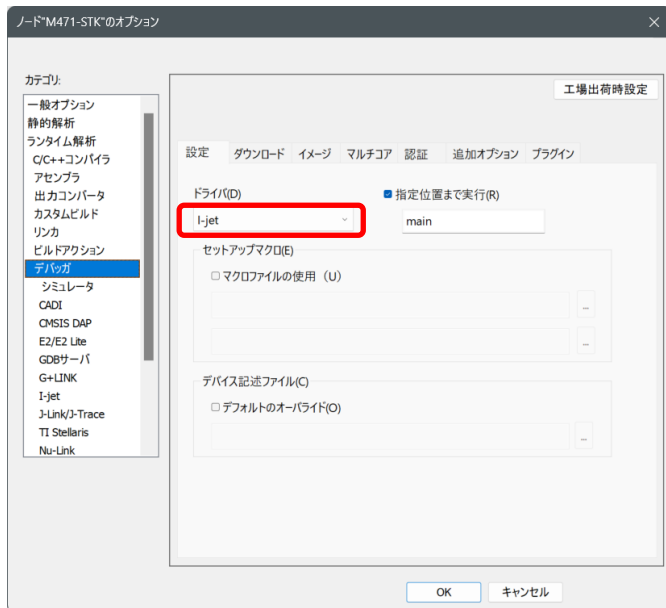 ノード"M471-STK"のオプション
カテゴリ:
一般オプション
静的解析
ランタイム解析
C/C++コンパイラ
アセンブラ
出力コンバータ
カスタムビルド
リンカ
ビルドアクション
デバッガ
シミュレータ
CADI
CMSIS DAP
E2/E2 Lite
GDBサーバ
G+LINK
I-jet
J-Link/J-Trace
TI Stellaris
Nu-Link
工場出荷時設定
設定 ダウンロード イメージ マルチコア 認証 追加オプション プラグイン
ドライバ(D)
指定位置まで実行(R)
I-jet
main
セットアップマクロ(E)
マクロファイルの使用（U）
...
...
デバイス記述ファイル(C)
デフォルトのオーバライド(O)
...
OK キャンセル